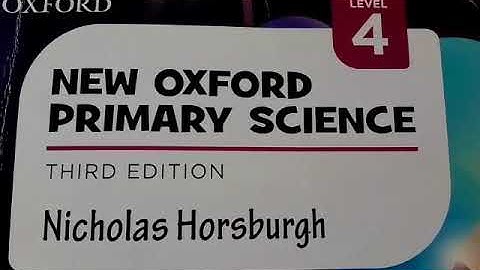 OXFORD
LEVEL
4
NEW OXFORD
PRIMARY SCIENCE
THIRD EDITION
Nicholas Horsburgh